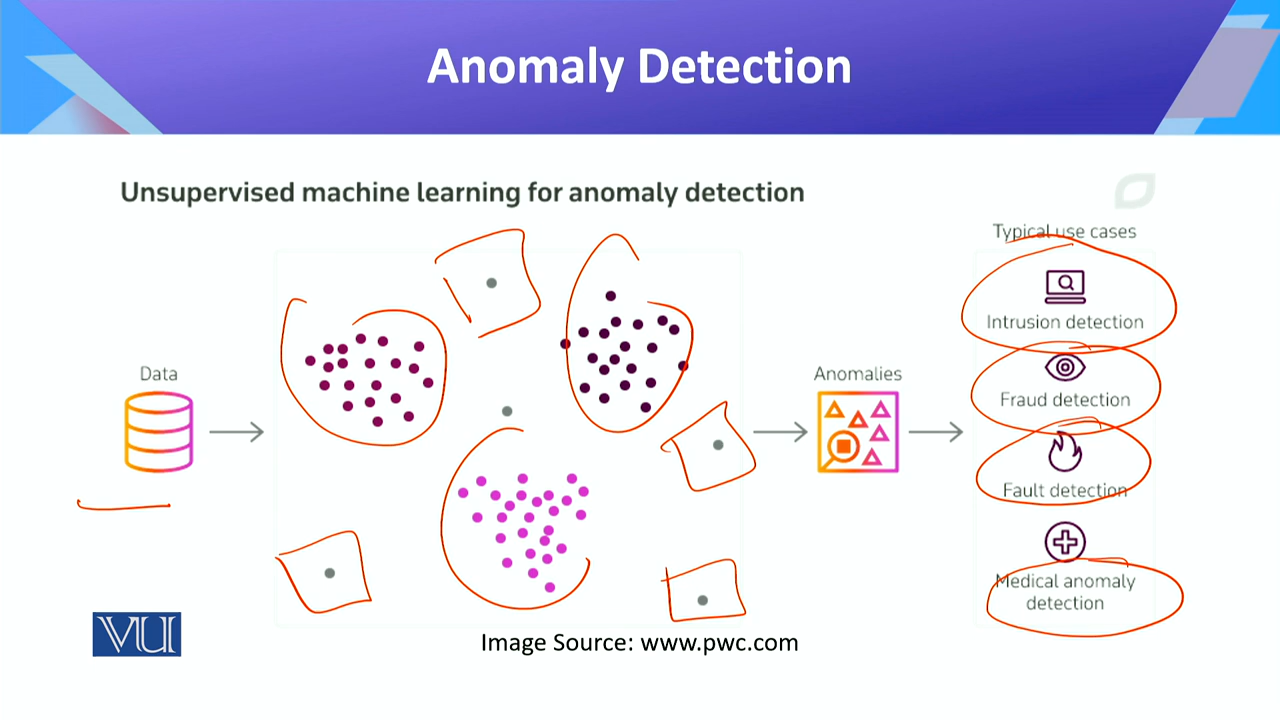 Anomaly Detection
Unsupervised machine learning for anomaly detection
Typical use cases
Intrusion detection
Data
Anomalies
Fraud detection
Fault detection
Medical anomaly
detection
VU
Image Source: www.pwc.com